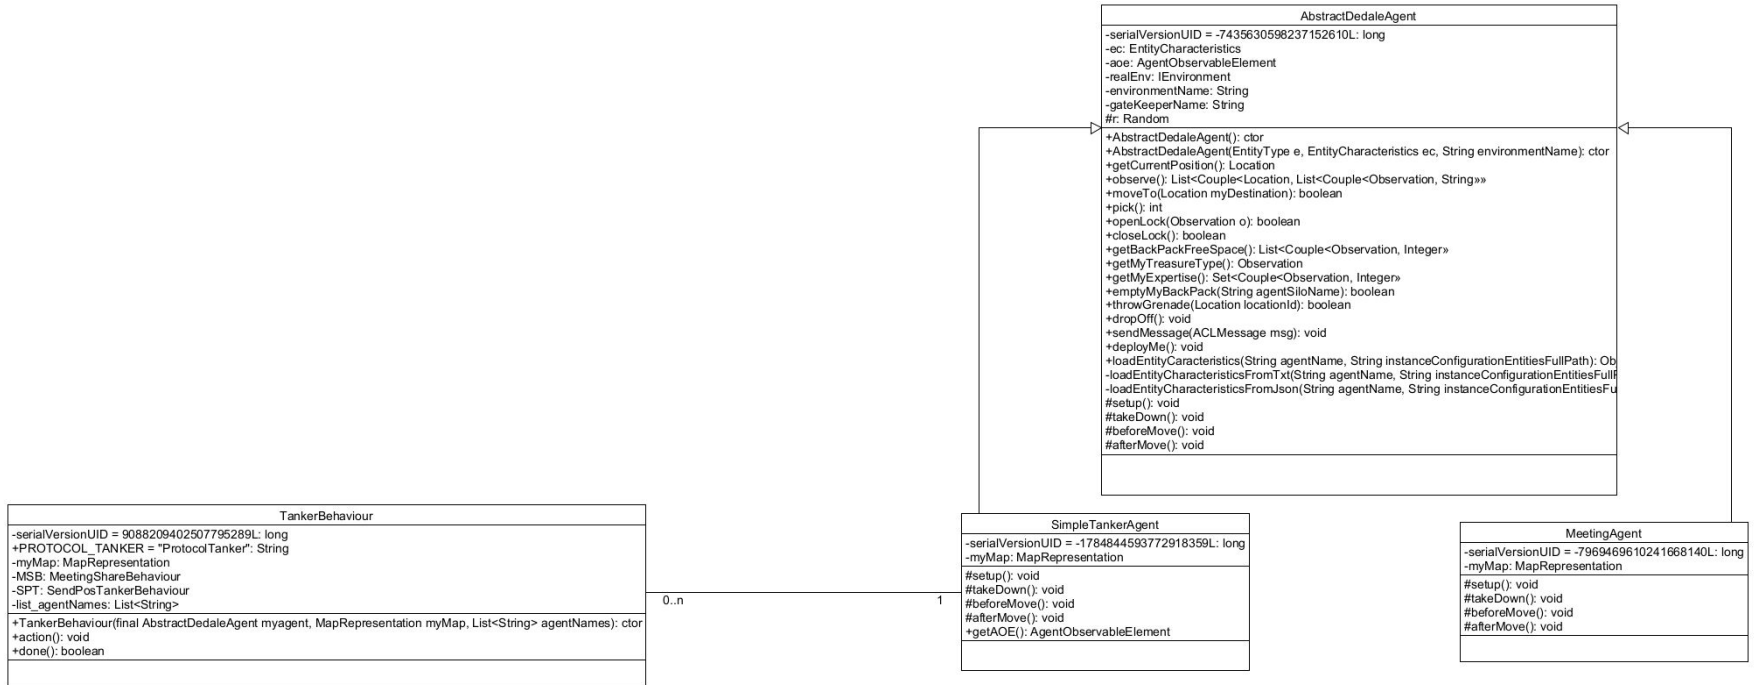 AbstractDedaleAgent
-serialVersionUID = -7435630598237152610L: long
-ec: EntityCharacteristics
-aoe: AgentObservableElement
-realEnv: IEnvironment
-environmentName: String
-gateKeeperName: String
#r: Random
+AbstractDedaleAgent(): ctor
+AbstractDedaleAgent(EntityType e, EntityCharacteristics ec, String environmentName): ctor
+getCurrentPosition(): Location
+observe(): List<Couple<Location, List<Couple<Observation, String»»
+moveTo(Location myDestination): boolean
+pick(): int
+openLock(Observation o): boolean
+closeLock(): boolean
+getBackPackFreeSpace(): List<Couple<Observation, Integer»
+getMyTreasureType(): Observation
+getMyExpertise(): Set<Couple<Observation, Integer»
+emptyMyBackPack(String agentSiloName): boolean
+throwGrenade(Location locationId): boolean
+dropOff(): void
+sendMessage(ACLMessage msg): void
+deployMe(): void
+loadEntityCaracteristics(String agentName, String instanceConfigurationEntitiesFullPath): Ob
-loadEntityCharacteristicsFromTxt(String agentName, String instanceConfigurationEntitiesFull
-loadEntityCharacteristicsFromJson(String agentName, String instanceConfigurationEntitiesFu
#setup(): void
#takeDown(): void
#beforeMove(): void
#afterMove(): void
TankerBehaviour
-serialVersionUID = 9088209402507795289L: long
+PROTOCOL_TANKER = "ProtocolTanker": String
-myMap: MapRepresentation
-MSB: MeetingShareBehaviour
-SPT: SendPosTankerBehaviour
-list_agentNames: List<String>
+TankerBehaviour(final AbstractDedaleAgent myagent, MapRepresentation myMap, List<String> agentNames): ctor
+action(): void
+done(): boolean
0..n
1
SimpleTankerAgent
-serialVersionUID = -1784844593772918359L: long
-myMap: MapRepresentation
#setup(): void
#takeDown(): void
#beforeMove(): void
#afterMove(): void
+getAOE(): AgentObservableElement
MeetingAgent
-serialVersionUID = -7969469610241668140L: long
-myMap: MapRepresentation
#setup(): void
#takeDown(): void
#beforeMove(): void
#afterMove(): void